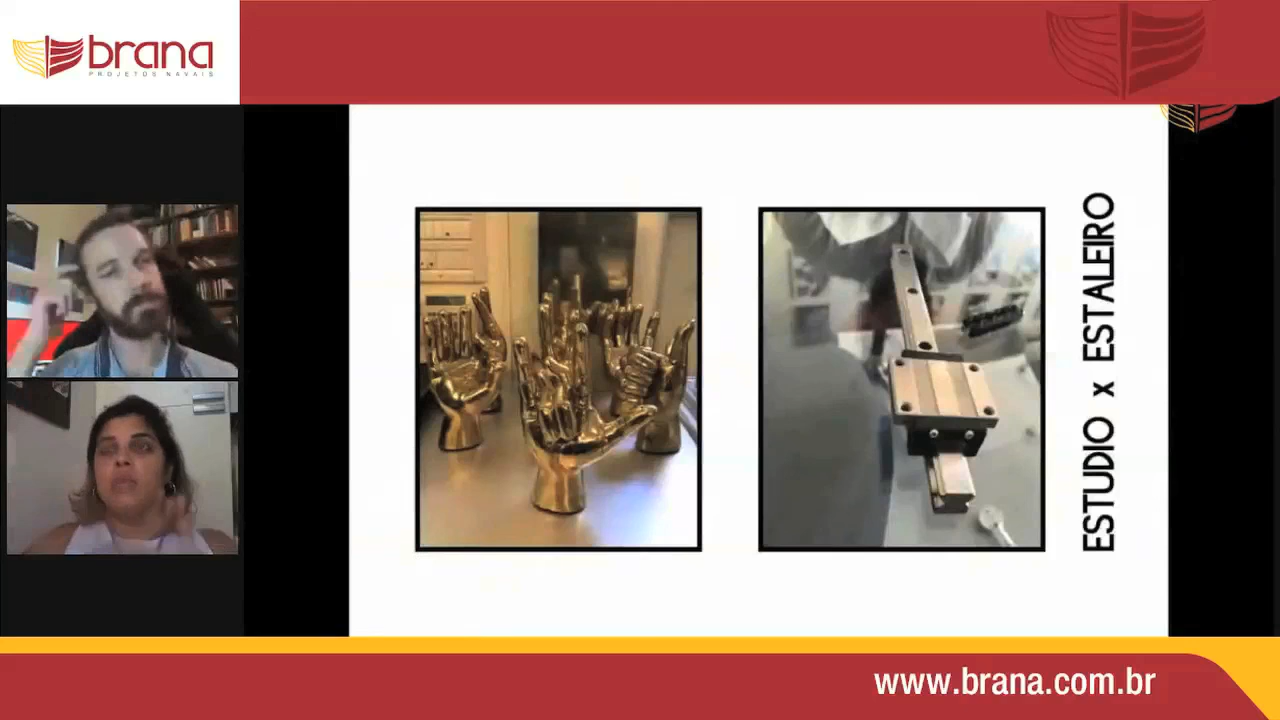 brana
PROJETOS NAVAIS
ESTUDIO x ESTALEIRO
www.brana.com.br